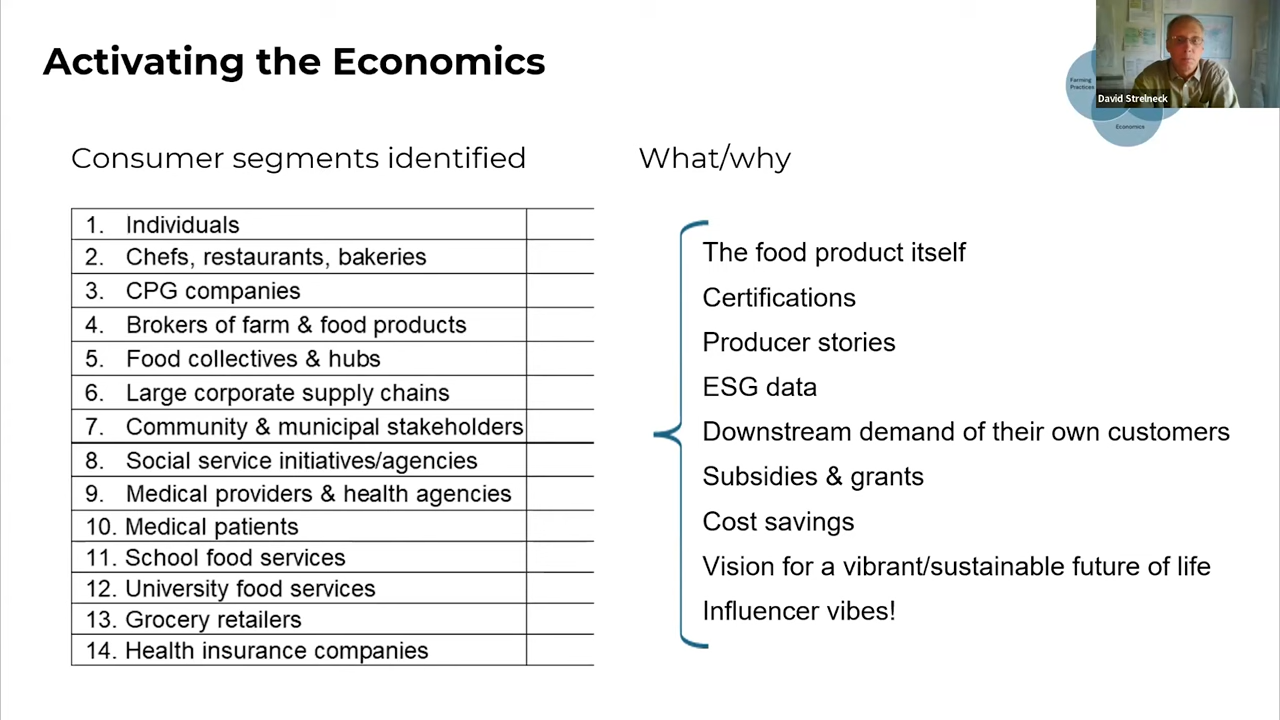 Activating the Economics
Farming
Practices
David Strelneck
Economics
Consumer segments identified
1. Individuals
2. Chefs, restaurants, bakeries
3. CPG companies
4. Brokers of farm & food products
5. Food collectives & hubs
6. Large corporate supply chains
7. Community & municipal stakeholders
8. Social service initiatives/agencies
9. Medical providers & health agencies
10. Medical patients
11. School food services
12. University food services
13. Grocery retailers
14. Health insurance companies
What/why
The food product itself
Certifications
Producer stories
ESG data
Downstream demand of their own customers
Subsidies & grants
Cost savings
Vision for a vibrant/sustainable future of life
Influencer vibes!